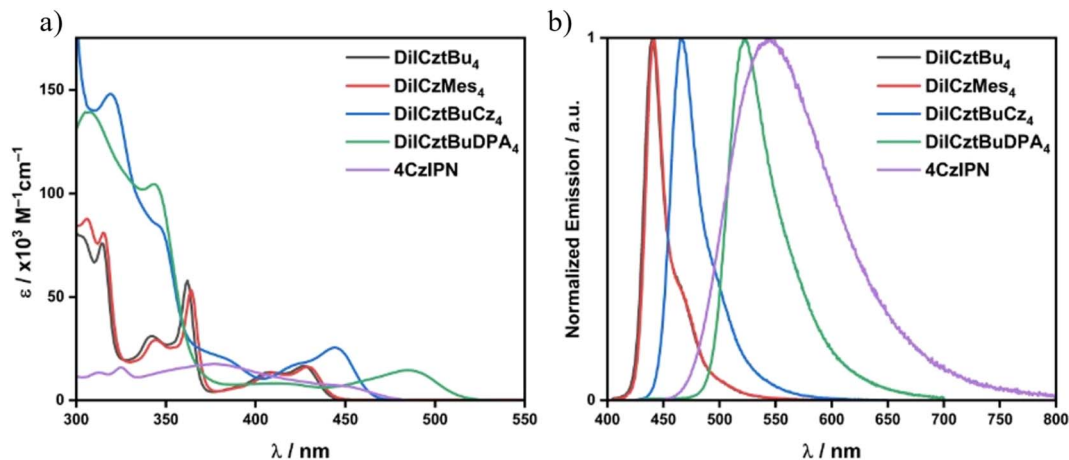 a)
ε / x10³ M⁻¹cm⁻¹
150
100
50
0
300
350
400
450
500
550
λ / nm
DiICztBu₄
DiICzMes₄
DiICztBuCz₄
DiICztBuDPA₄
4CzIPN
b)
Normalized Emission / a.u.
1
0
400
450
500
550
600
650
700
750
800
λ / nm
DiICztBu₄
DiICzMes₄
DiICztBuCz₄
DiICztBuDPA₄
4CzIPN